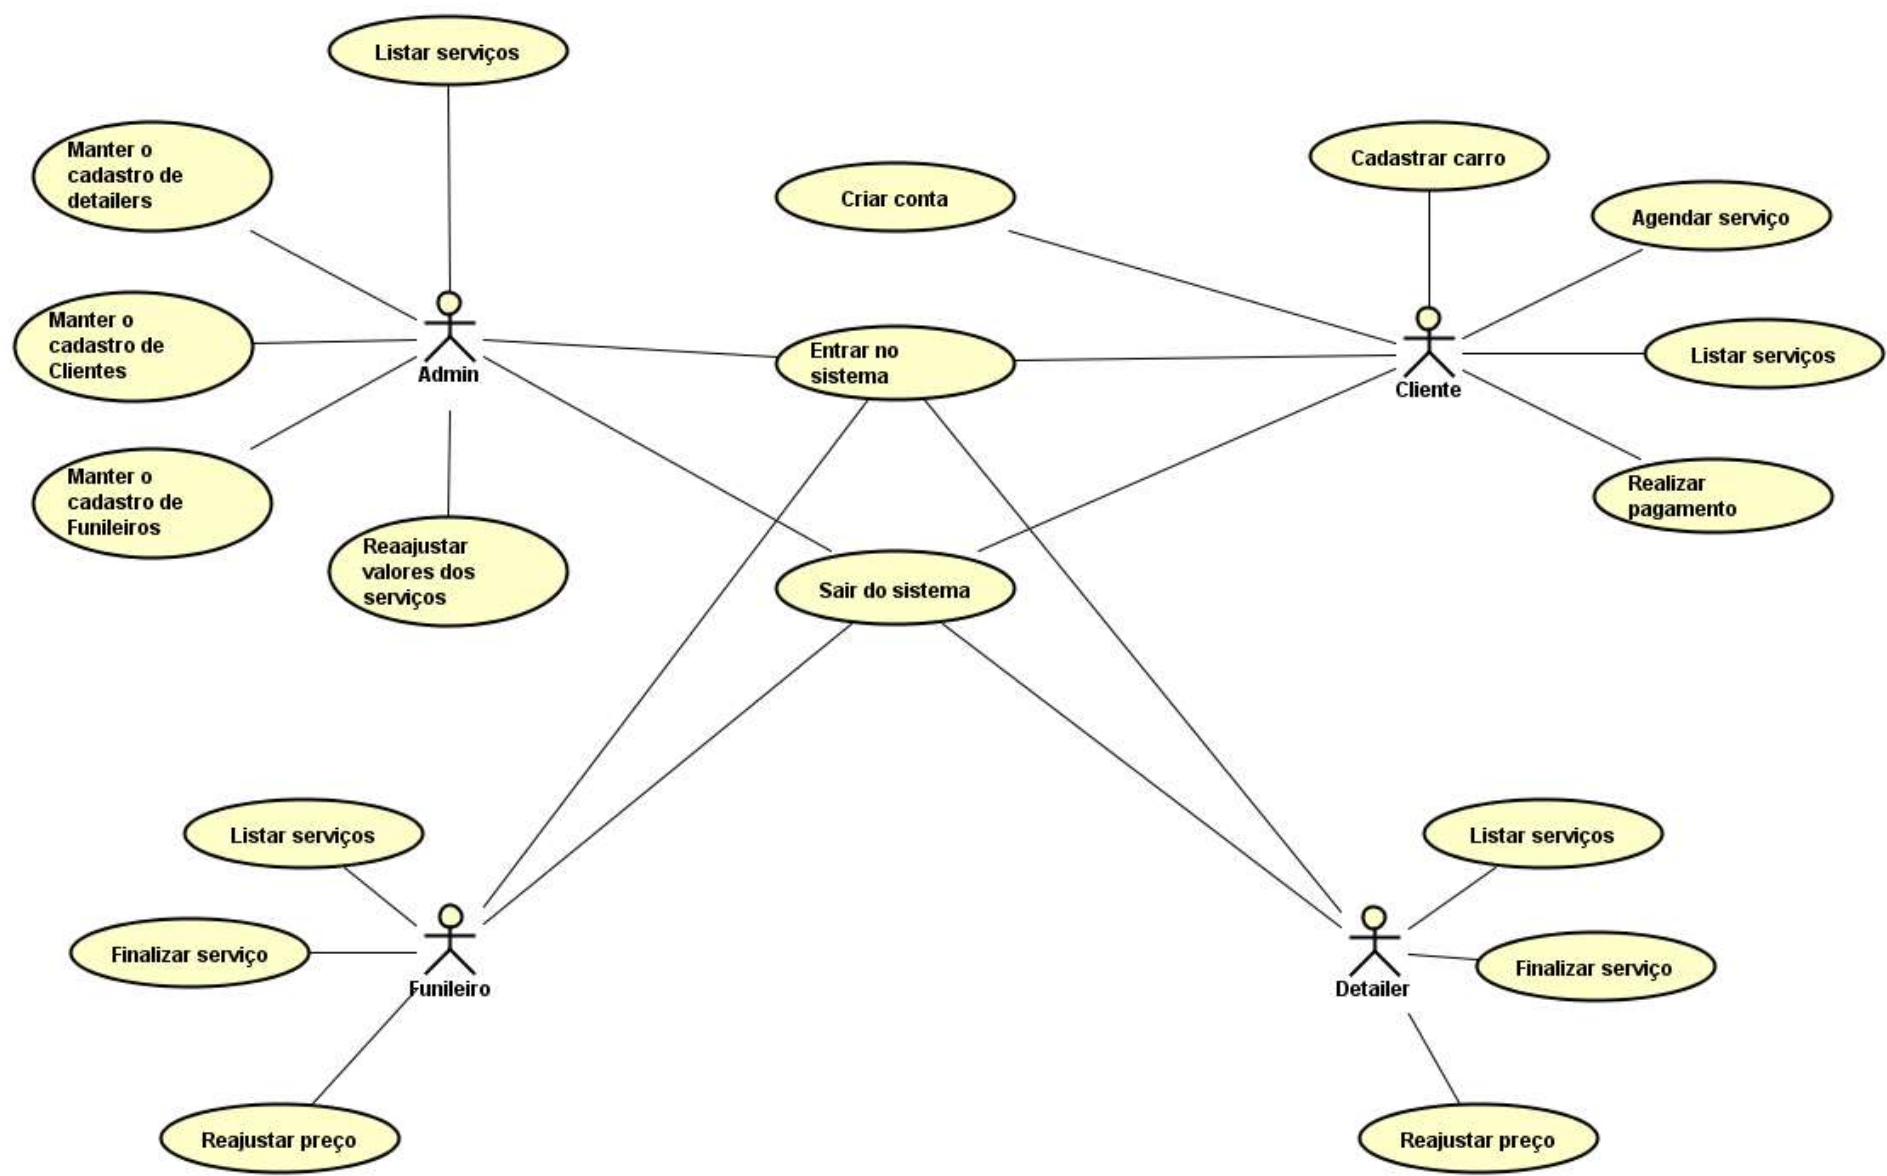 Listar serviços
Manter o
cadastro de
detailers
Cadastrar carro
Criar conta
Agendar serviço
Manter o
cadastro de
Clientes
Admin
Entrar no
sistema
Cliente
Listar serviços
Manter o
cadastro de
Funileiros
Realizar
pagamento
Reaajustar
valores dos
serviços
Sair do sistema
Listar serviços
Listar serviços
Finalizar serviço
Funileiro
Detailer
Finalizar serviço
Reajustar preço
Reajustar preço